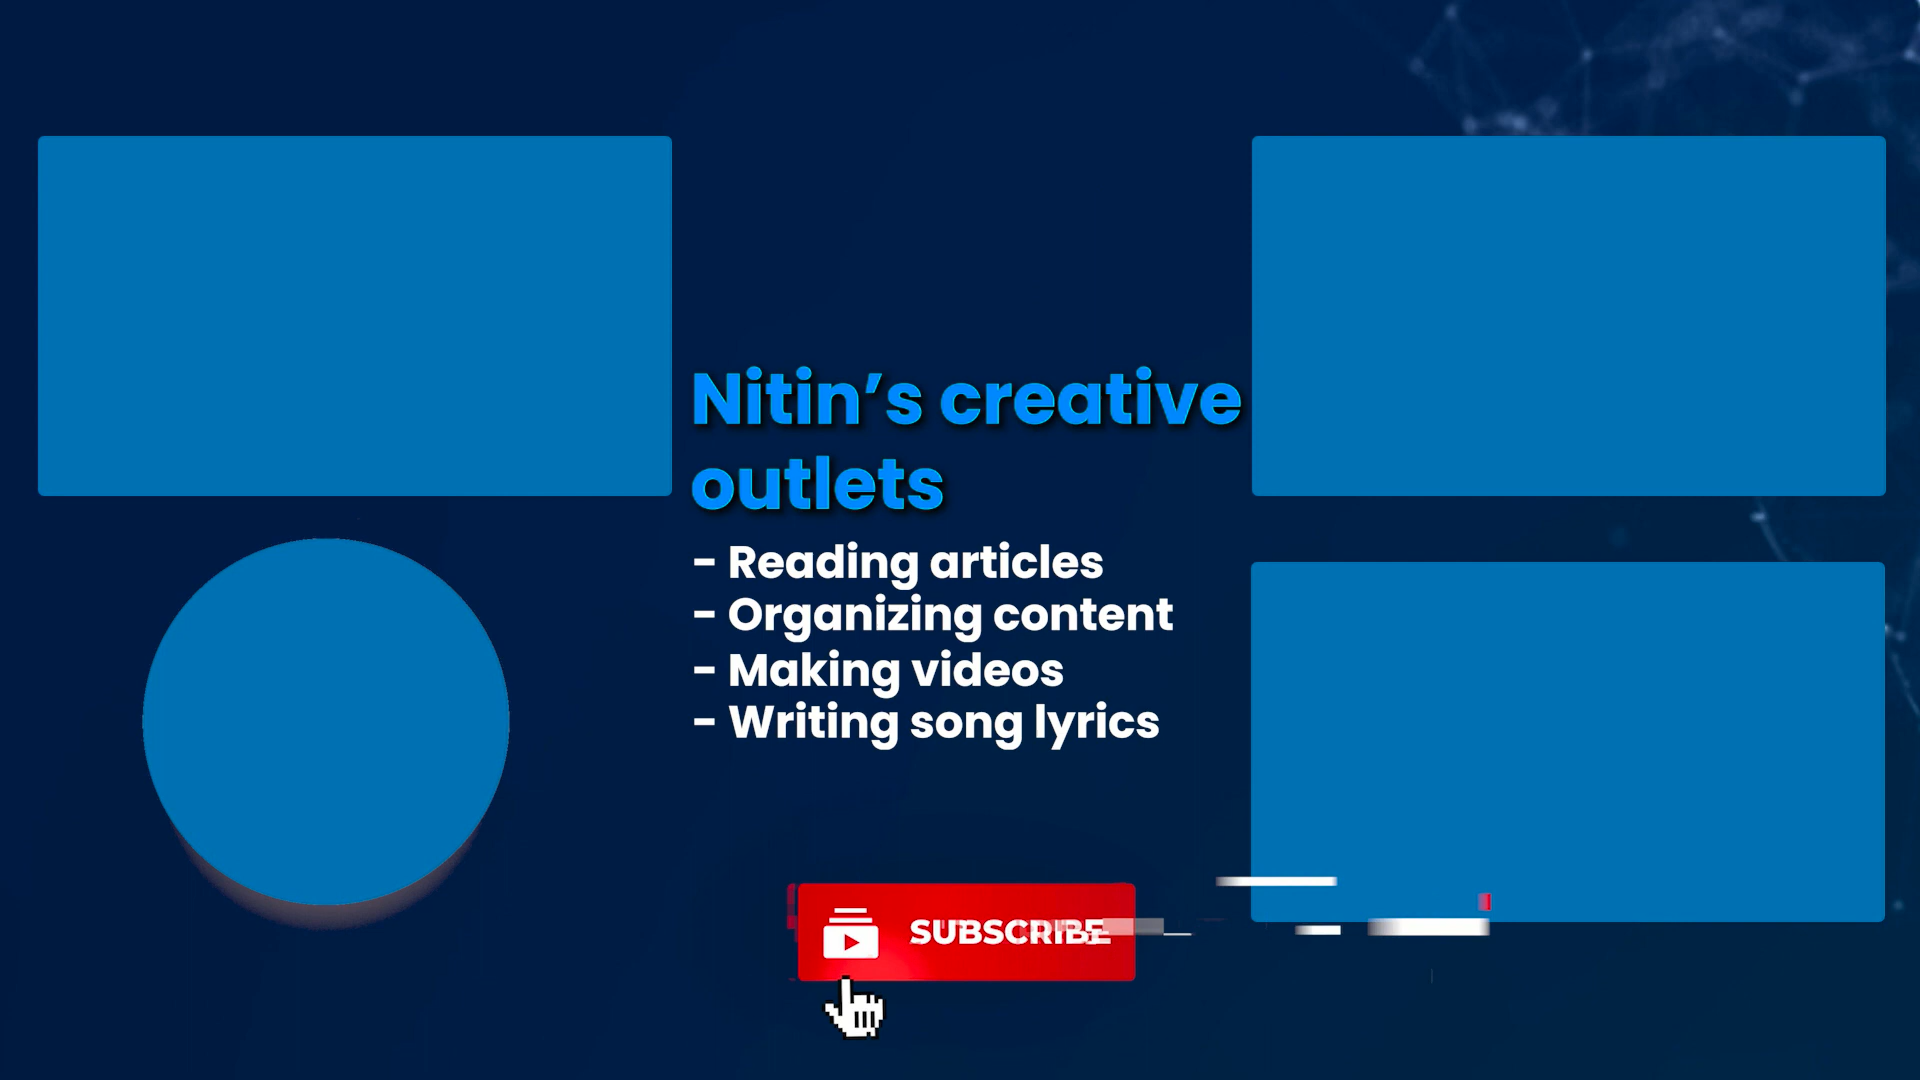 Nitin’s creative
outlets
- Reading articles
- Organizing content
- Making videos
- Writing song lyrics
SUBSCRIBE